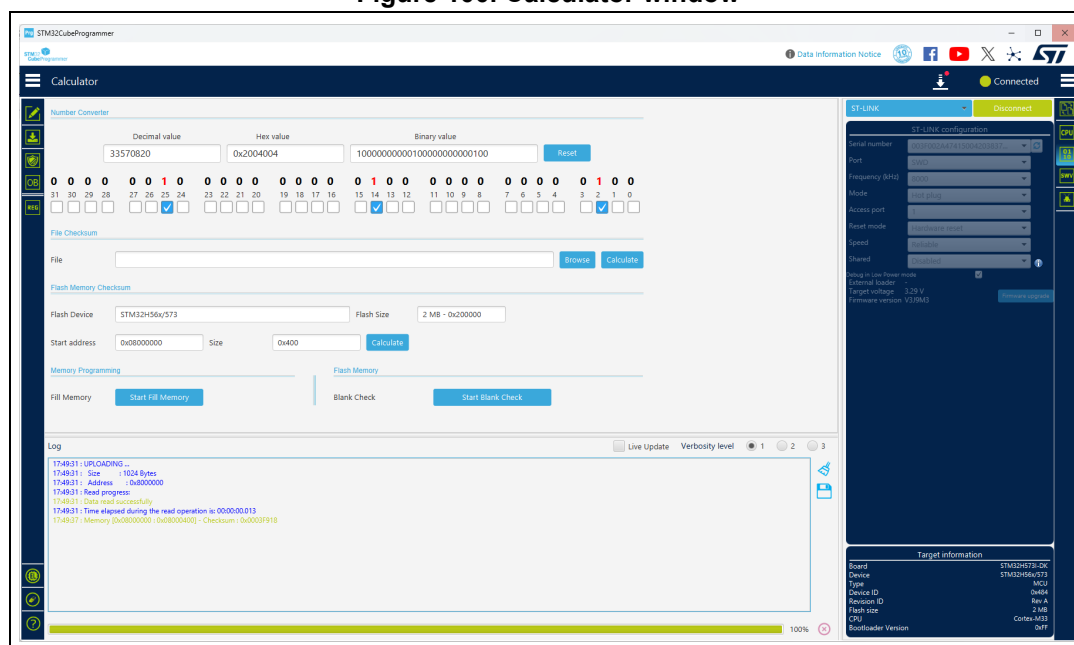 STM32CubeProgrammer
STM32
CubeProgrammer
Data Information Notice
Calculator
Connected
Number Converter
Decimal value Hex value Binary value
33570820 0x2004004 10000000000100000000000100 Reset
0 0 0 0 0 0 1 0 0 0 0 0 0 0 0 0 0 1 0 0 0 0 0 0 0 0 0 0 0 1 0 0
31 30 29 28 27 26 25 24 23 22 21 20 19 18 17 16 15 14 13 12 11 10 9 8 7 6 5 4 3 2 1 0
File Checksum
File Browse Calculate
Flash Memory Checksum
Flash Device STM32H56x/573 Flash Size 2 MB - 0x200000
Start address 0x08000000 Size 0x400 Calculate
Memory Programming Flash Memory
Fill Memory Start Fill Memory Blank Check Start Blank Check
Log Live Update Verbosity level 1 2 3
17:49:31 : UPLOADING ...
17:49:31 : Size : 1024 Bytes
17:49:31 : Address : 0x8000000
17:49:31 : Read progress:
17:49:31 : Data read successfully
17:49:31 : Time elapsed during the read operation is: 00:00:00.013
17:49:37 : Memory [0x08000000 : 0x08000400] - Checksum : 0x0003F918
100%
OB
REG
ST-LINK Disconnect
ST-LINK configuration
Serial number
Port SWD
Frequency (kHz) 8000
Mode Hot plug
Access port 1
Reset mode Hardware reset
Speed Reliable
Shared Disabled
Debug in Low Power mode
External loader -
Target voltage 3.29 V
Firmware version V3J9M3 Firmware upgrade
CPU
SWV
Target information
Board STM32H573I-DK
Device STM32H56x/573
Type MCU
Device ID 0x484
Revision ID Rev A
Flash size 2 MB
CPU Cortex-M33
Bootloader Version 0xFF